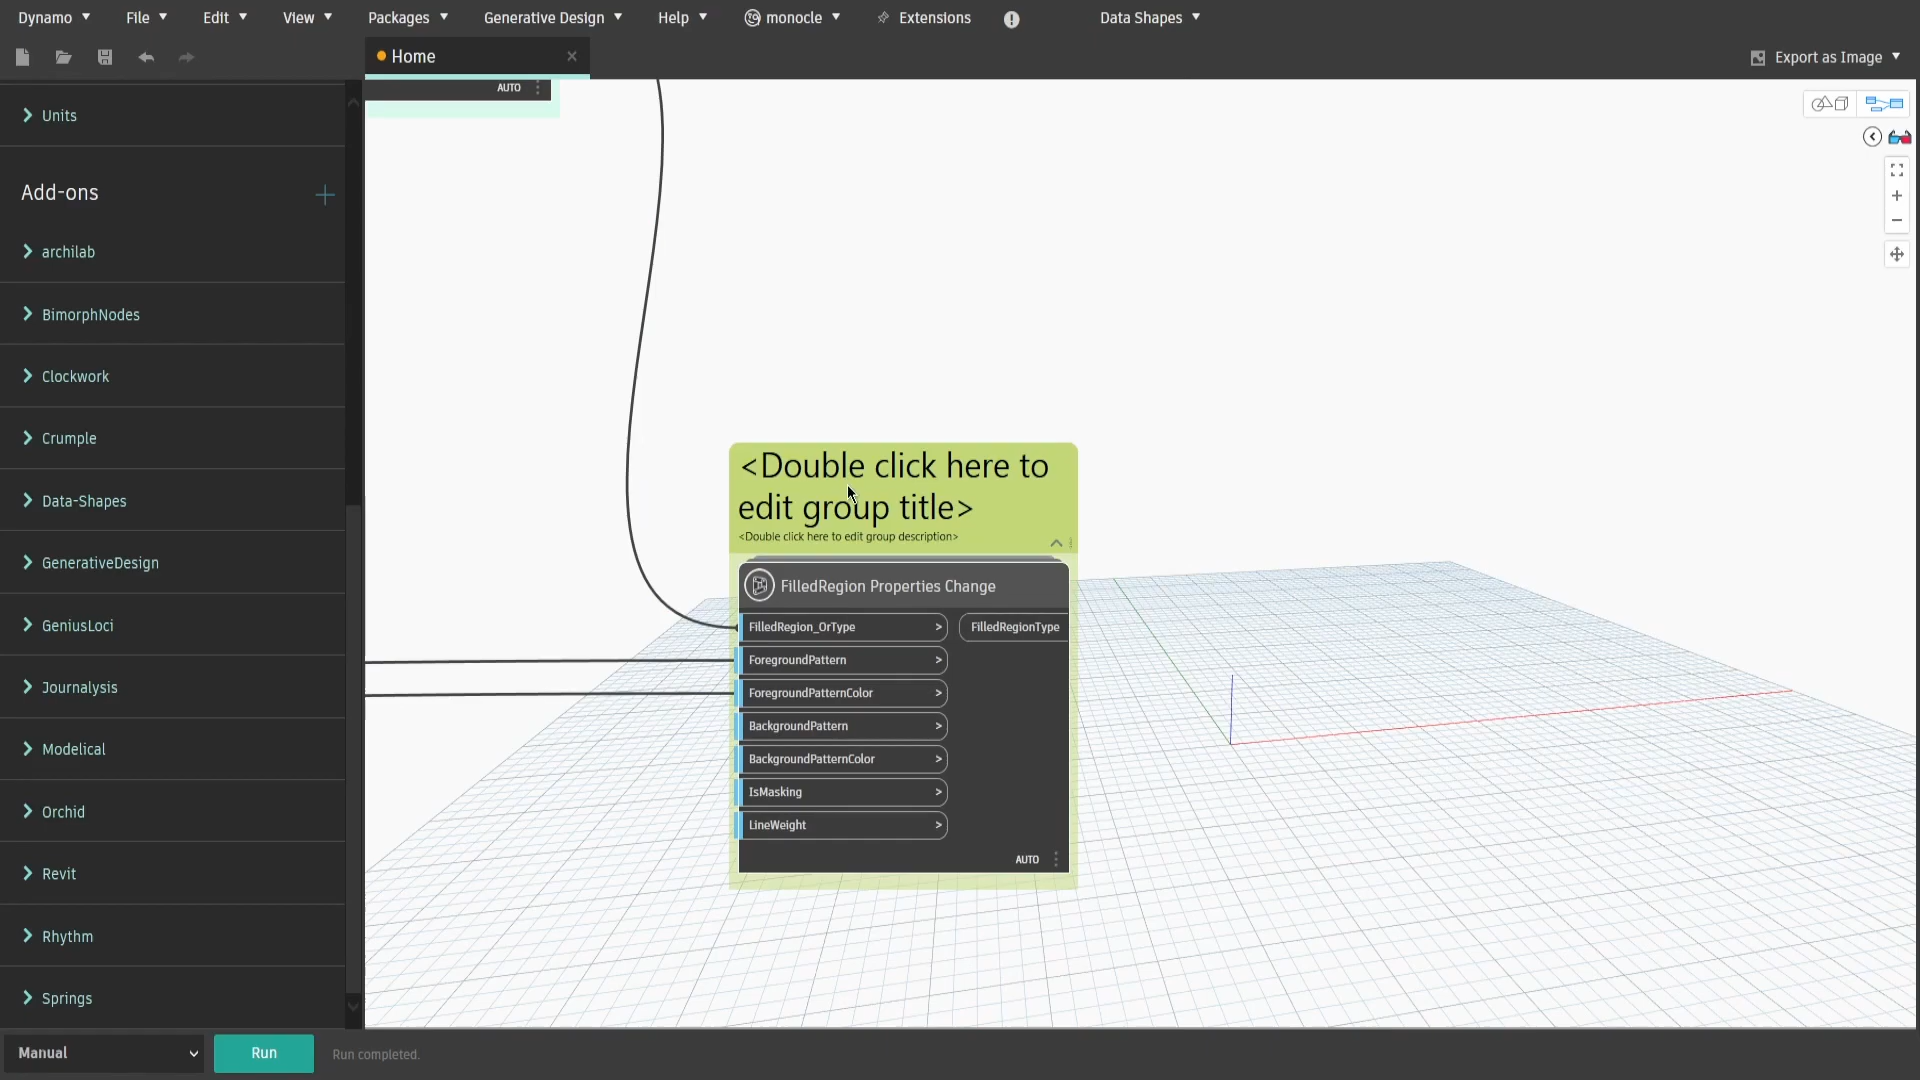 Dynamo
File
Edit
View
Packages
Generative Design
Help
monocle
Extensions
Data Shapes
Home
Export as Image
AUTO
Units
Add-ons
archilab
BimorphNodes
Clockwork
Crumple
Data-Shapes
GenerativeDesign
GeniusLoci
Journalysis
Modelical
Orchid
Revit
Rhythm
Springs
<Double click here to
edit group title>
<Double click here to edit group description>
FilledRegion Properties Change
FilledRegion_OrType >
FilledRegionType
ForegroundPattern >
ForegroundPatternColor >
BackgroundPattern >
BackgroundPatternColor >
IsMasking >
LineWeight >
AUTO
Manual
Run
Run completed.